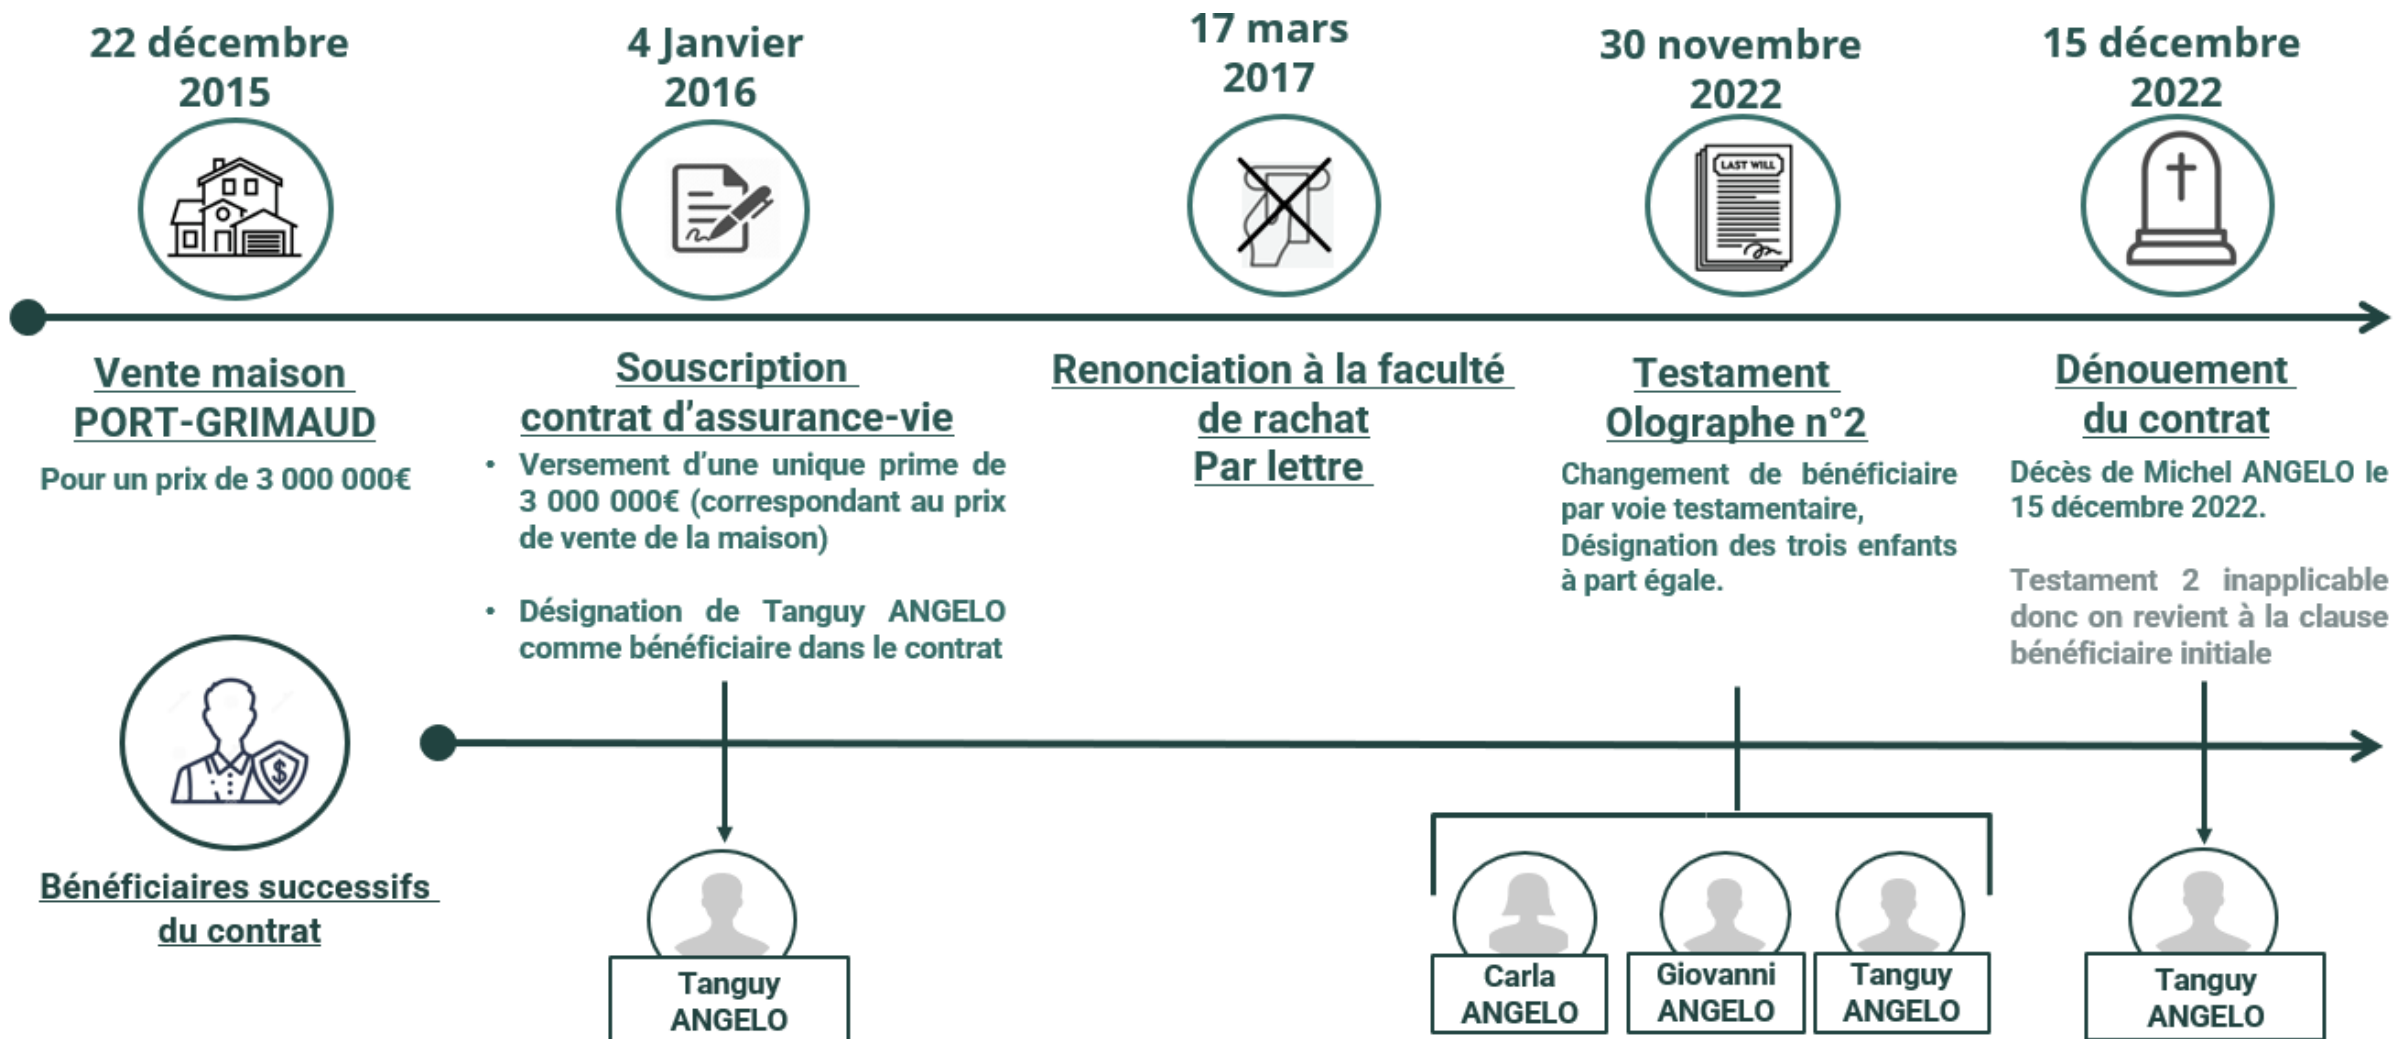 22 décembre
2015
4 Janvier
2016
17 mars
2017
30 novembre
2022
15 décembre
2022
LAST WILL
Vente maison
PORT-GRIMAUD
Pour un prix de 3 000 000€
Souscription
contrat d’assurance-vie
• Versement d’une unique prime de
3 000 000€ (correspondant au prix
de vente de la maison)
• Désignation de Tanguy ANGELO
comme bénéficiaire dans le contrat
Renonciation à la faculté
de rachat
Par lettre
Testament
Olographe n°2
Changement de bénéficiaire
par voie testamentaire,
Désignation des trois enfants
à part égale.
Dénouement
du contrat
Décès de Michel ANGELO le
15 décembre 2022.
Testament 2 inapplicable
donc on revient à la clause
bénéficiaire initiale
$
Bénéficiaires successifs
du contrat
Tanguy
ANGELO
Carla
ANGELO
Giovanni
ANGELO
Tanguy
ANGELO
Tanguy
ANGELO